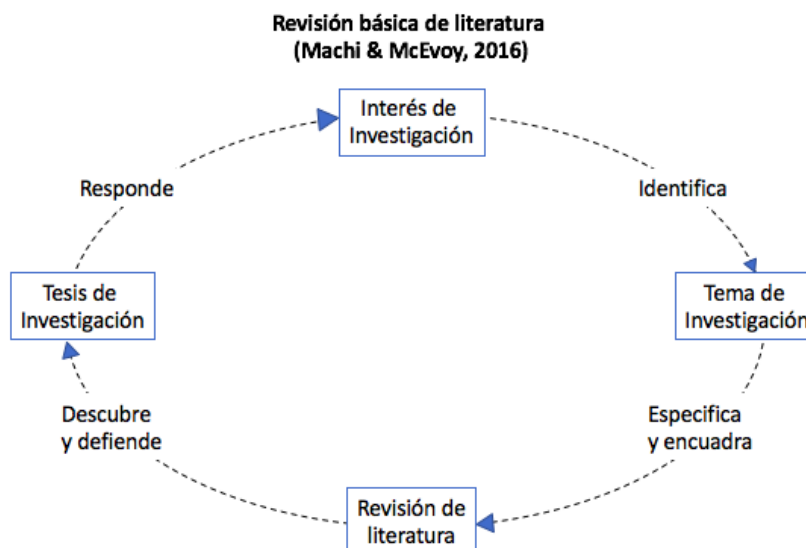 Revisión básica de literatura
(Machi & McEvoy, 2016)
Interés de
Investigación
Responde
Identifica
Tesis de
Investigación
Tema de
Investigación
Descubre
y defiende
Especifica
y encuadra
Revisión de
literatura